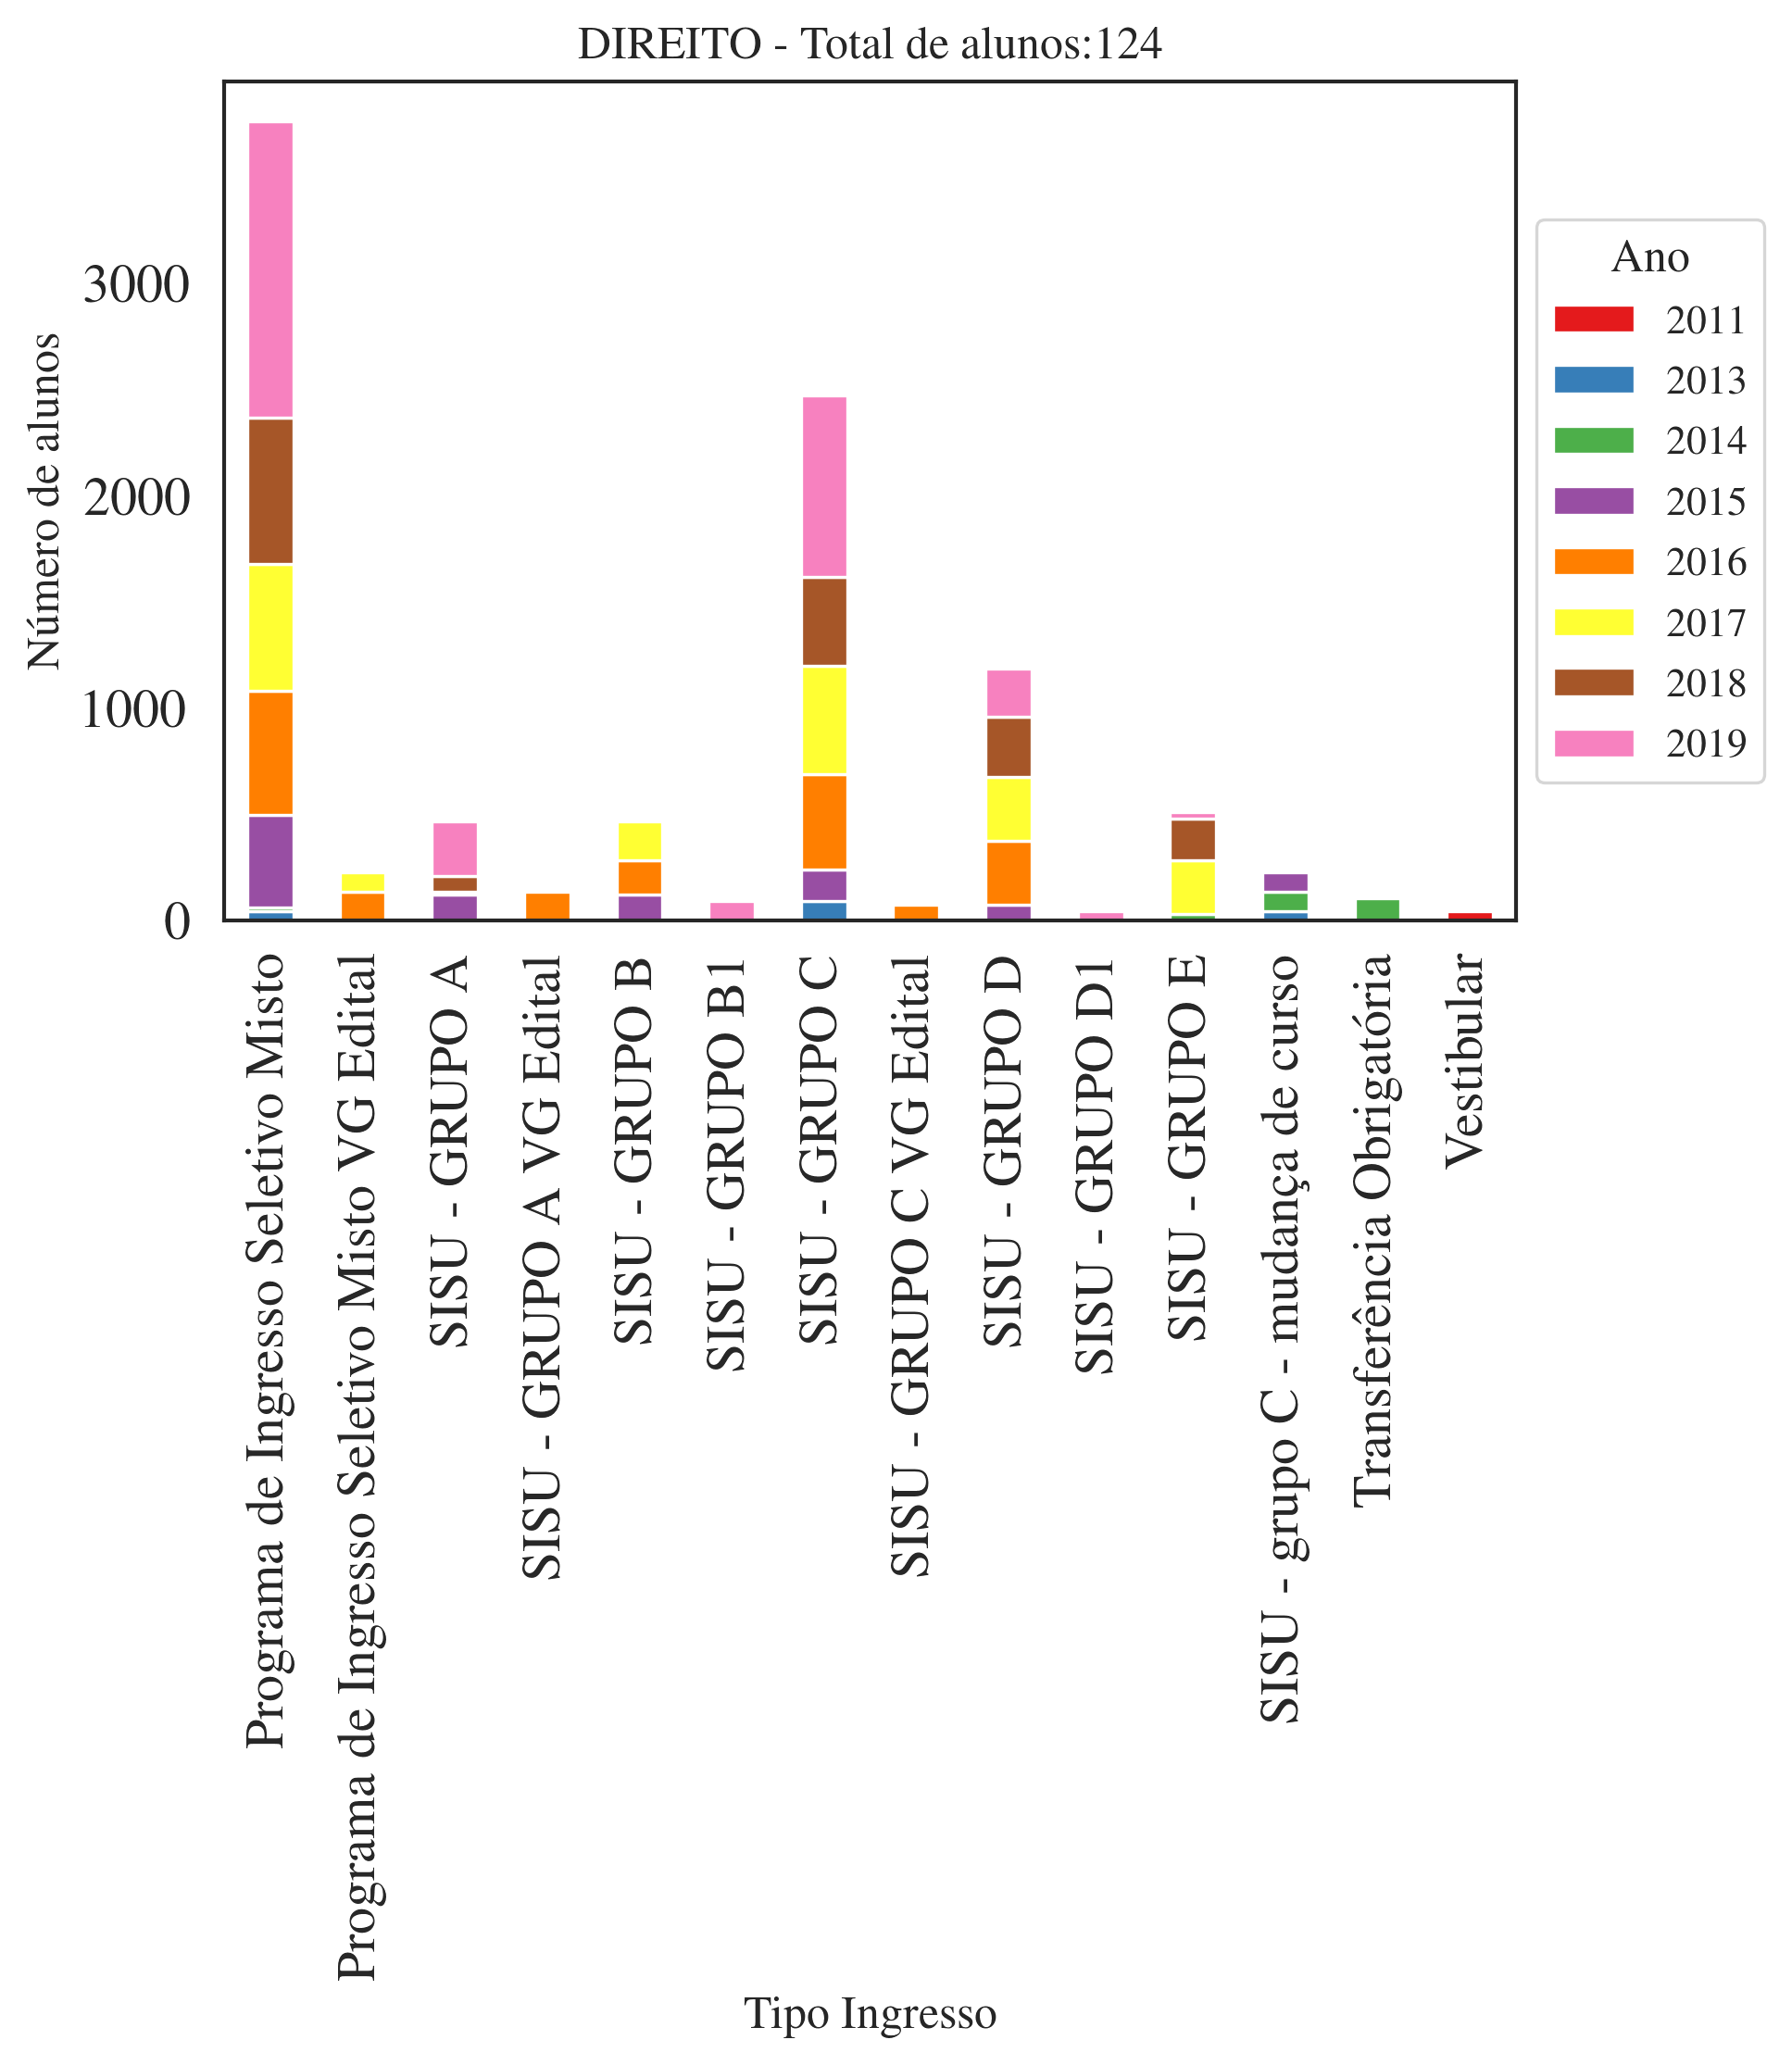 DIREITO - Total de alunos:124
Número de alunos
3000
2000
1000
0
Ano
2011
2013
2014
2015
2016
2017
2018
2019
Programa de Ingresso Seletivo Misto
Programa de Ingresso Seletivo Misto VG Edital
SISU - GRUPO A
SISU - GRUPO A VG Edital
SISU - GRUPO B
SISU - GRUPO B1
SISU - GRUPO C
SISU - GRUPO C VG Edital
SISU - GRUPO D
SISU - GRUPO D1
SISU - GRUPO E
SISU - grupo C - mudança de curso
Transferência Obrigatória
Vestibular
Tipo Ingresso